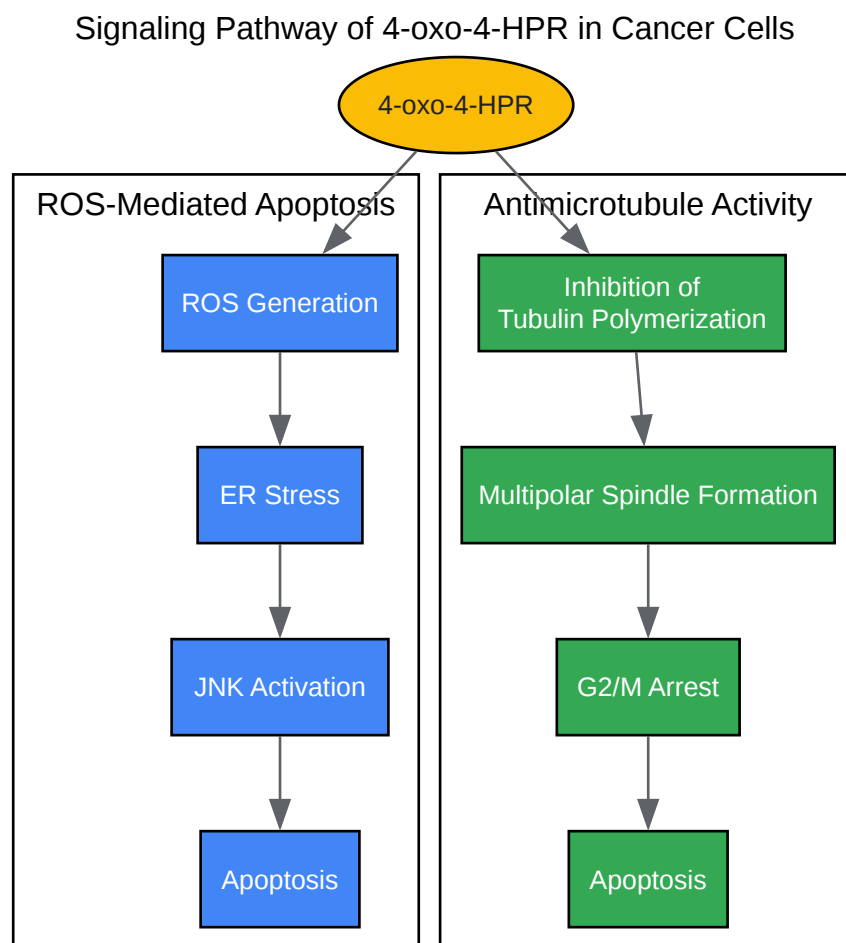 Signaling Pathway of 4-oxo-4-HPR in Cancer Cells
4-oxo-4-HPR
ROS-Mediated Apoptosis
ROS Generation
ER Stress
JNK Activation
Apoptosis
Antimicrotubule Activity
Inhibition of
Tubulin Polymerization
Multipolar Spindle Formation
G2/M Arrest
Apoptosis